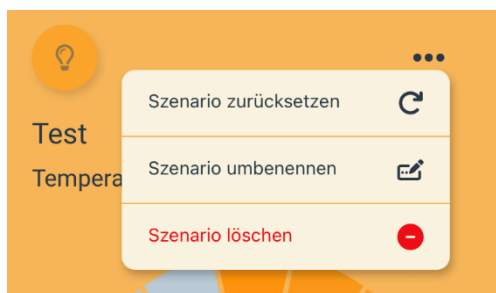 Szenario zurücksetzen
Test
Szenario umbenennen
Tempera
Szenario löschen